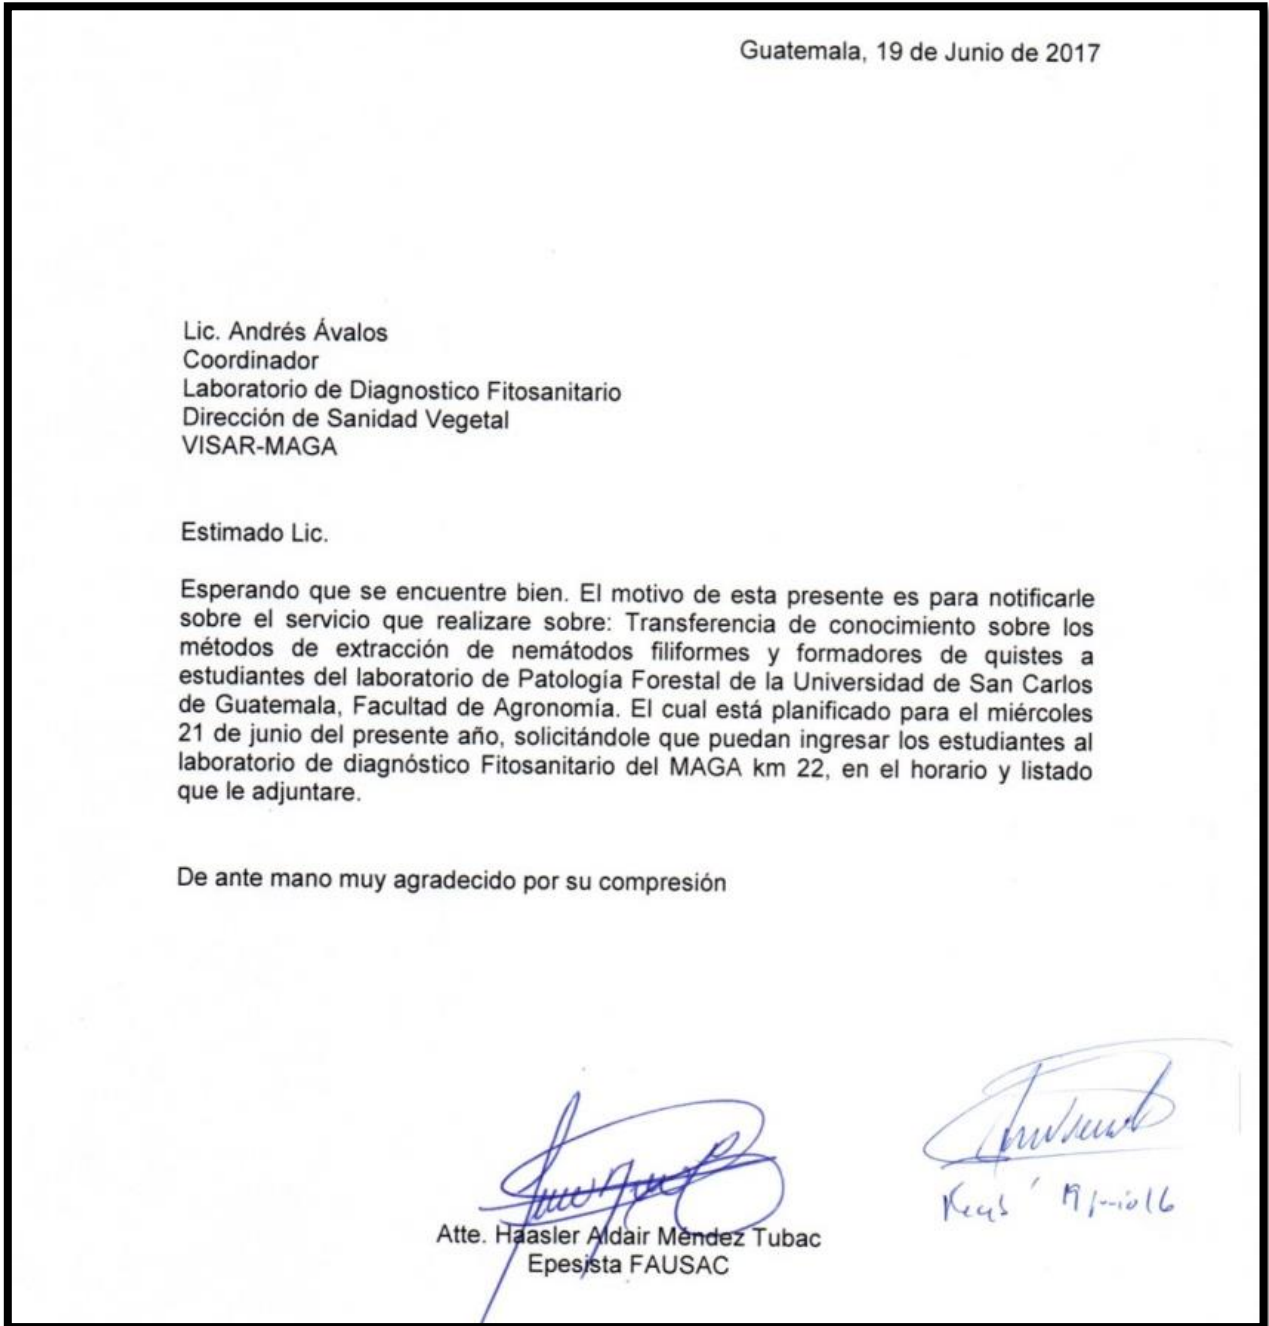 Guatemala, 19 de Junio de 2017
Lic. Andrés Ávalos
Coordinador
Laboratorio de Diagnostico Fitosanitario
Dirección de Sanidad Vegetal
VISAR-MAGA
Estimado Lic.
Esperando que se encuentre bien. El motivo de esta presente es para notificarle
sobre el servicio que realizare sobre: Transferencia de conocimiento sobre los
métodos de extracción de nemátodos filiformes y formadores de quistes a
estudiantes del laboratorio de Patología Forestal de la Universidad de San Carlos
de Guatemala, Facultad de Agronomía. El cual está planificado para el miércoles
21 de junio del presente año, solicitándole que puedan ingresar los estudiantes al
laboratorio de diagnóstico Fitosanitario del MAGA km 22, en el horario y listado
que le adjuntare.
De ante mano muy agradecido por su compresión
Atte. Haasler Aldair Méndez Tubac
Epesista FAUSAC
19 junio 16